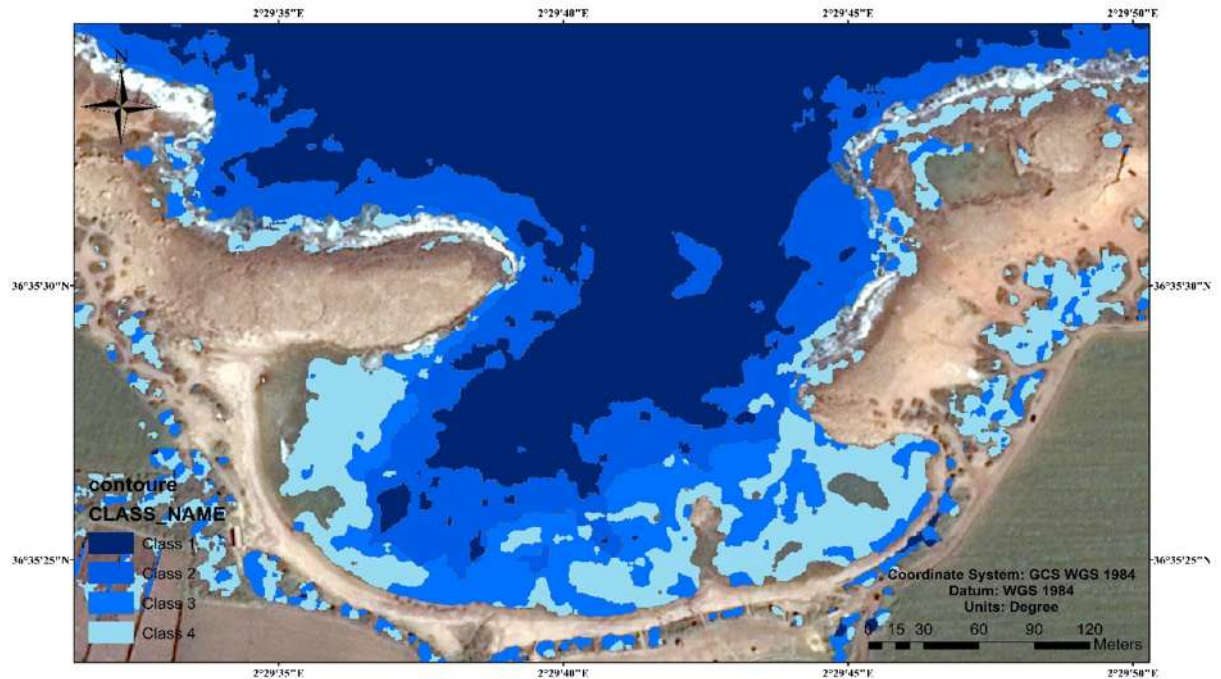 2°29'35"E 2°29'40"E 2°29'45"E 2°29'50"E
N
36°35'30"N 36°35'30"N
contoure
CLASS_NAME
Class 1
Class 2
Class 3
Class 4
36°35'25"N 36°35'25"N
Coordinate System: GCS WGS 1984
Datum: WGS 1984
Units: Degree
0 15 30 60 90 120
Meters
2°29'35"E 2°29'40"E 2°29'45"E 2°29'50"E